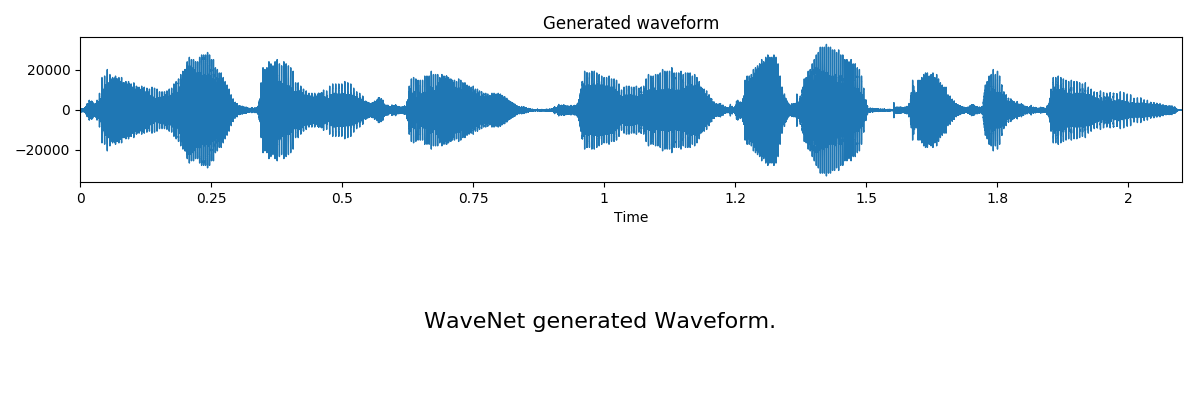 Generated waveform
20000
0
−20000
0 0.25 0.5 0.75 1 1.2 1.5 1.8 2
Time
WaveNet generated Waveform.